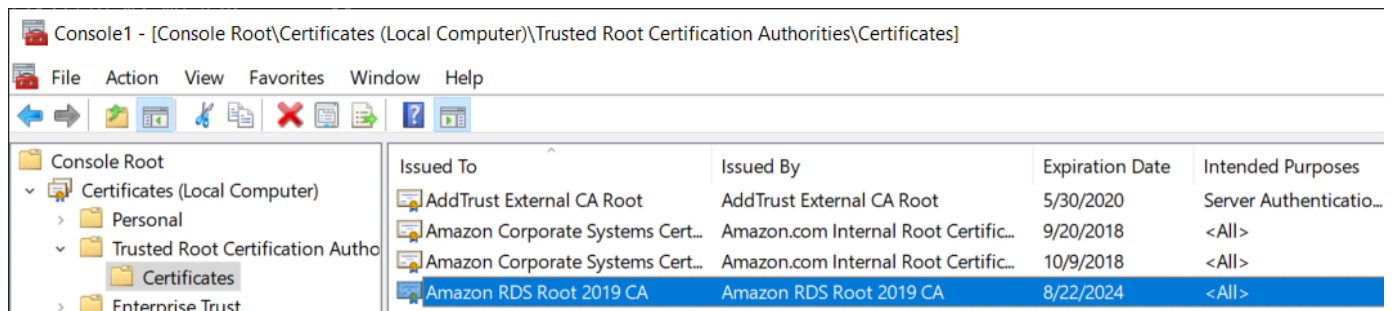 Console1 - [Console Root\Certificates (Local Computer)\Trusted Root Certification Authorities\Certificates]
File Action View Favorites Window Help
Console Root
Certificates (Local Computer)
Personal
Trusted Root Certification Autho
Certificates
Enterprise Trust
Issued To Issued By Expiration Date Intended Purposes
AddTrust External CA Root AddTrust External CA Root 5/30/2020 Server Authenticatio...
Amazon Corporate Systems Cert... Amazon.com Internal Root Certific... 9/20/2018 <All>
Amazon Corporate Systems Cert... Amazon.com Internal Root Certific... 10/9/2018 <All>
Amazon RDS Root 2019 CA Amazon RDS Root 2019 CA 8/22/2024 <All>